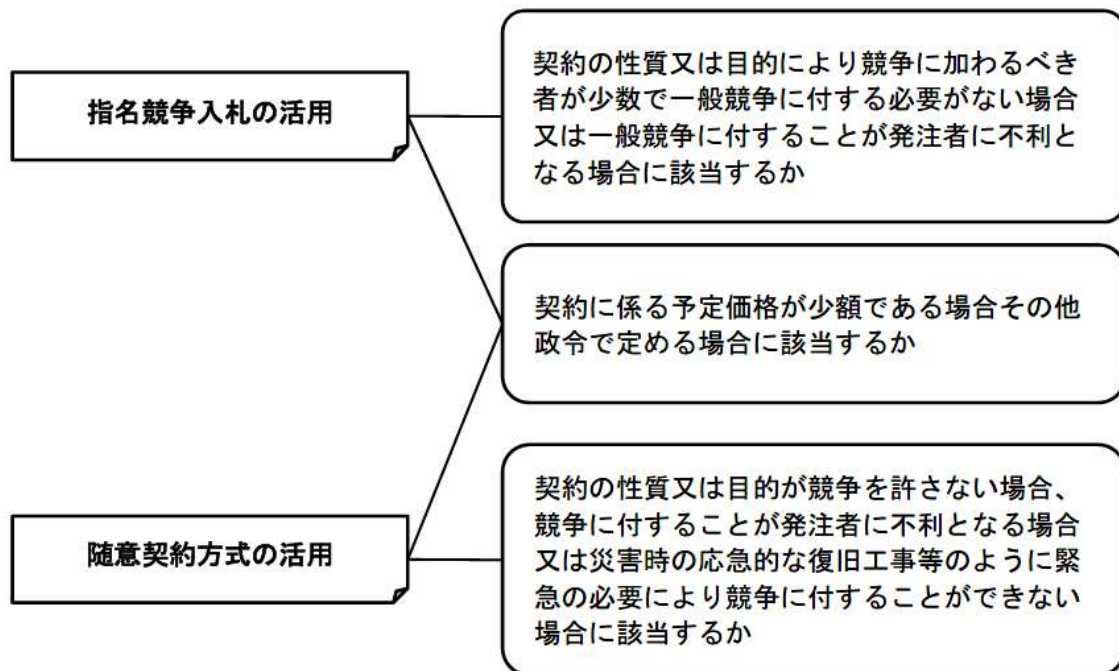 指名競争入札の活用
契約の性質又は目的により競争に加わるべき
者が少数で一般競争に付する必要がない場合
又は一般競争に付することが発注者に不利と
なる場合に該当するか
契約に係る予定価格が少額である場合その他
政令で定める場合に該当するか
随意契約方式の活用
契約の性質又は目的が競争を許さない場合、
競争に付することが発注者に不利となる場合
又は災害時の応急的な復旧工事等のように緊
急の必要により競争に付することができない
場合に該当するか